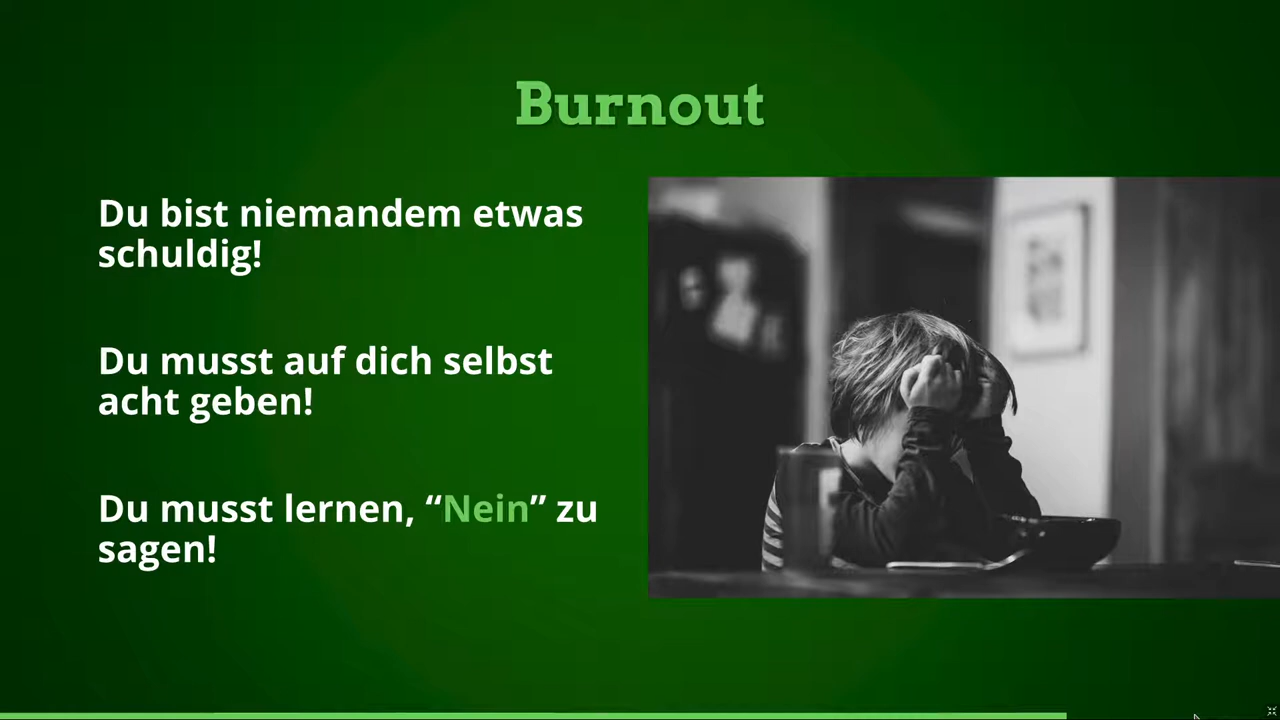 Burnout
Du bist niemandem etwas
schuldig!
Du musst auf dich selbst
acht geben!
Du musst lernen, “Nein” zu
sagen!